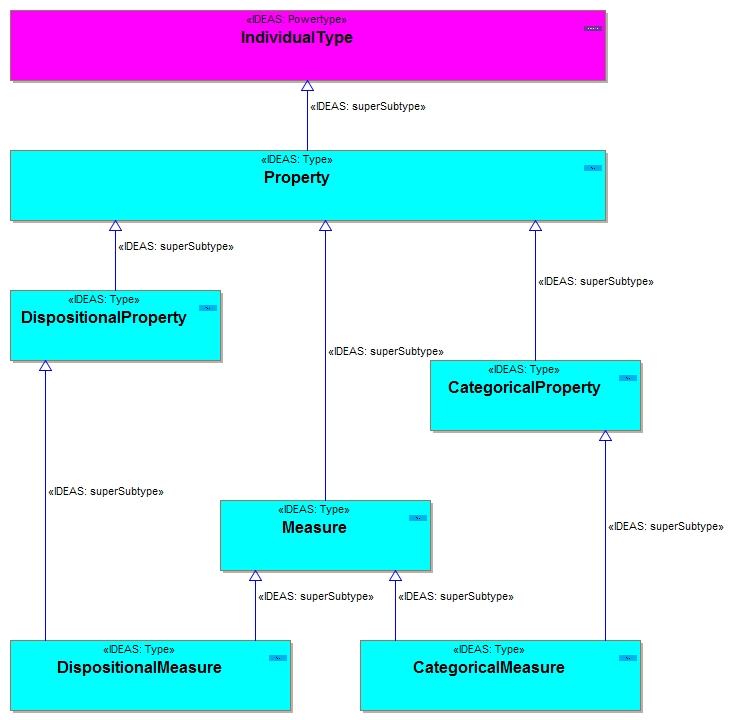 «IDEAS: Powertype»
IndividualType
«IDEAS: superSubtype»
«IDEAS: Type»
Property
«IDEAS: superSubtype»
«IDEAS: superSubtype»
«IDEAS: Type»
DispositionalProperty
«IDEAS: superSubtype»
«IDEAS: Type»
CategoricalProperty
«IDEAS: superSubtype»
«IDEAS: Type»
Measure
«IDEAS: superSubtype»
«IDEAS: superSubtype»
«IDEAS: superSubtype»
«IDEAS: Type»
DispositionalMeasure
«IDEAS: Type»
CategoricalMeasure